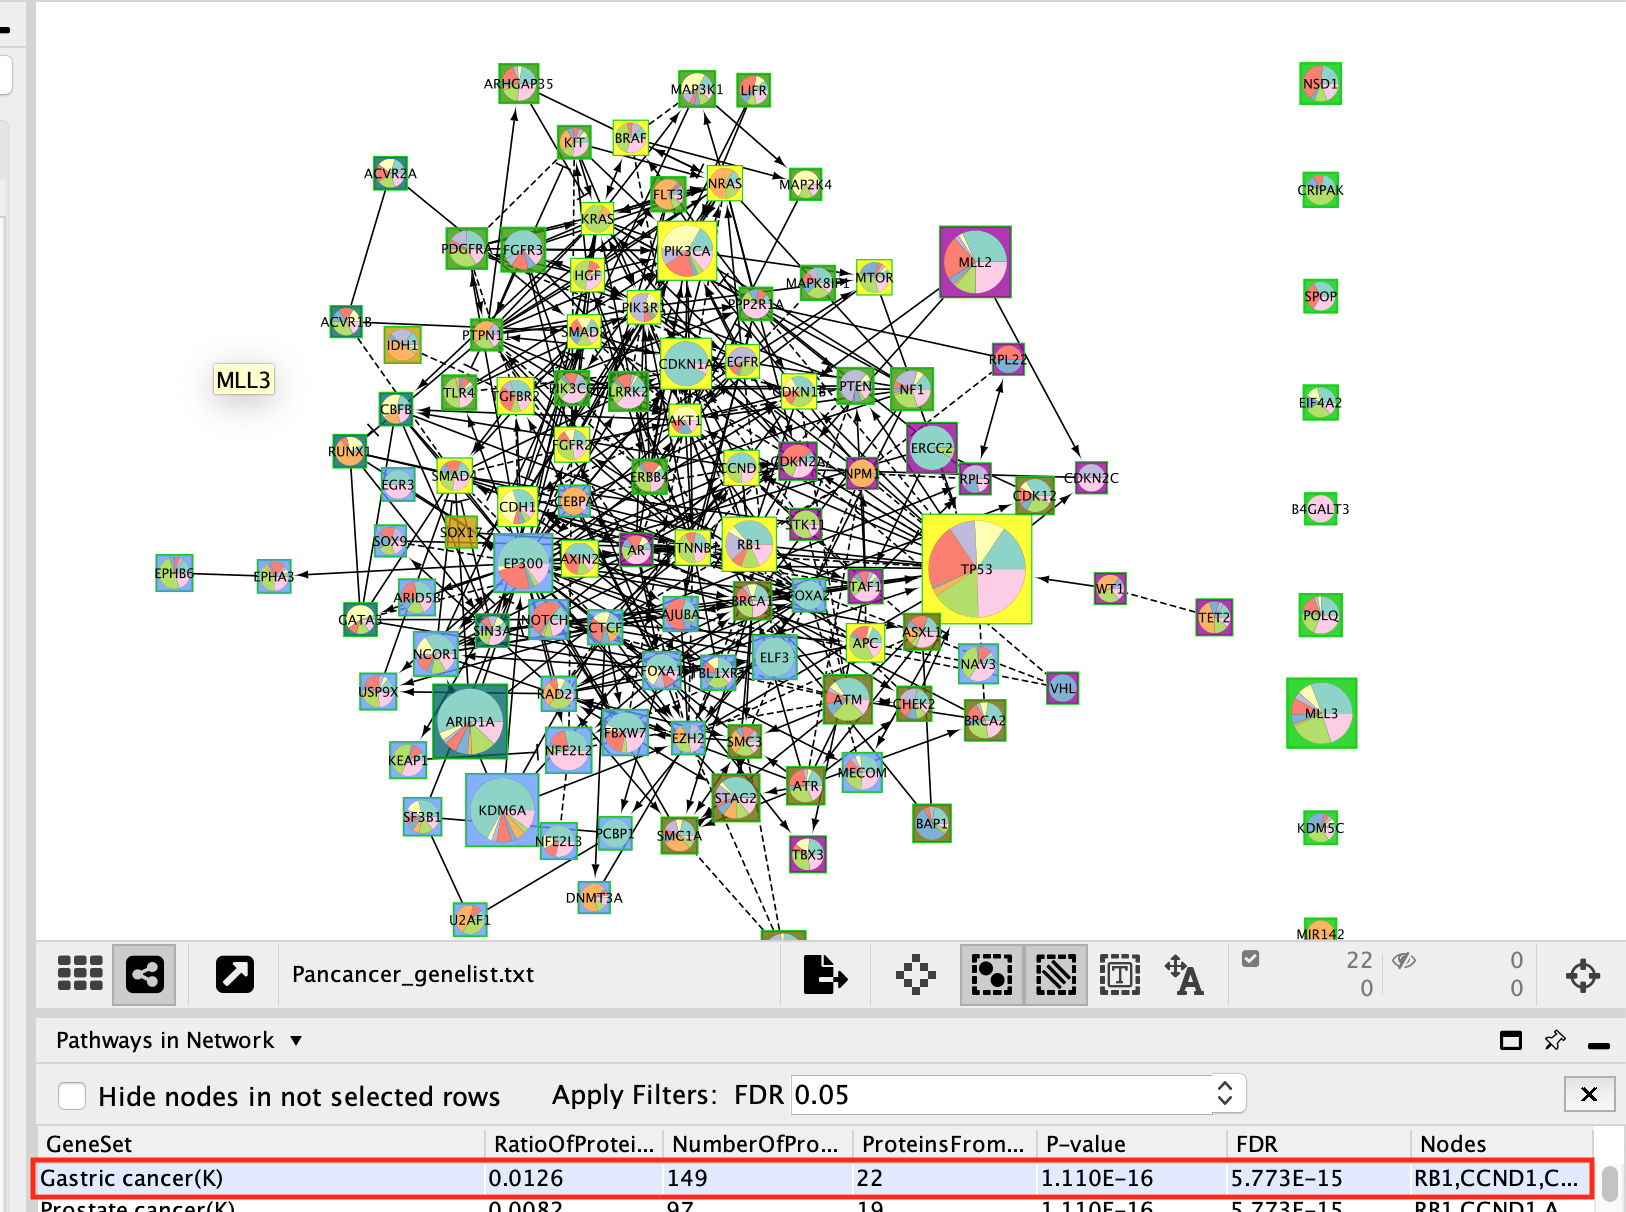 ARHGAP35
MAP3K1
LIFR
NSD1
KIT
BRAF
ACVR2A
FLT3
NRAS
MAP2K4
CRIPAK
KRAS
PDGFRA
FGFR3
PIK3CA
MLL2
HGF
MAPK8IP1
MTOR
SPOP
PIK3R
PPP2R1A
ACVR1B
PTPN11
SMAD
IDH1
CDKN1A
EGFR
RPL22
MLL3
TLR4
TGFBR2
PIK3C
LRRK2
CDKN1B
PTEN
NF1
EIF4A2
CBFB
AKT1
RUNX1
FGFR2
ERCC2
EGR3
SMAD4
ERBB4
CCND
CDKN2A
NPM1
RPL5
CDKN2C
CDK12
CDH1
CEBPA
B4GALT3
SOX9
SOX17
STK11
EP300
AXIN2
AR
TNNB
RB1
TP53
EPHB6
EPHA3
TAF1
WT1
ARID5B
BRCA1
OXA2
GATA3
SIN3A
NOTCH
CTCF
AJUBA
ASXL1
TET2
POLQ
NCOR1
FOXA1
TBL1XR
ELF3
APC
NAV3
USP9X
RAD2
ATM
CHEK2
VHL
ARID1A
BRCA2
MLL3
KEAP1
NFE2L2
FBXW7
EZH2
SMC3
MECOM
ATR
KDM6A
STAG2
SF3B1
NFE2L3
PCBP1
SMC1A
BAP1
KDM5C
TBX3
DNMT3A
U2AF1
MIR142
Pancancer_genelist.txt
22 0
0 0
Pathways in Network
Hide nodes in not selected rows Apply Filters: FDR 0.05
GeneSet RatioOfProtei... NumberOfPro... ProteinsFrom... P-value FDR Nodes
Gastric cancer(K) 0.0126 149 22 1.110E-16 5.773E-15 RB1,CCND1,C...
Prostate cancer(K) 0.0082 97 19 1.110E-16 5.773E-15 RB1,CCND1,A...